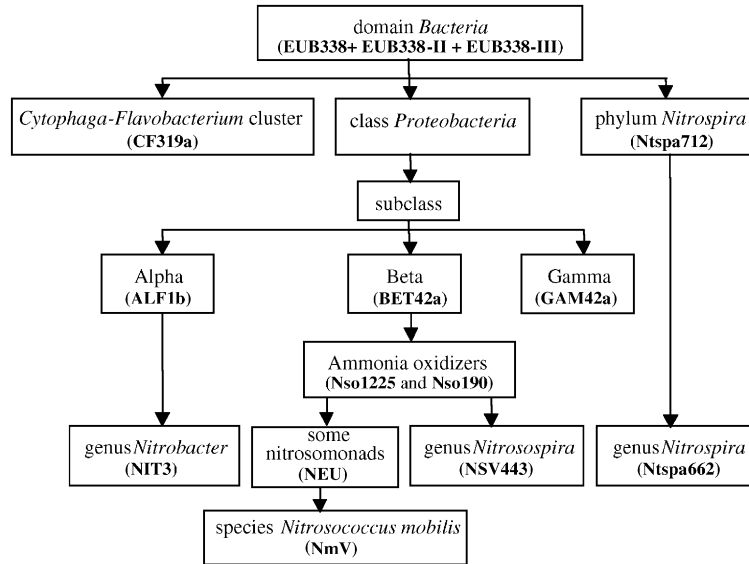 domain Bacteria
(EUB338+ EUB338-II + EUB338-III)
Cytophaga-Flavobacterium cluster
(CF319a)
class Proteobacteria
phylum Nitrospira
(Ntspa712)
subclass
Alpha
(ALF1b)
Beta
(BET42a)
Gamma
(GAM42a)
Ammonia oxidizers
(Nso1225 and Nso190)
genus Nitrobacter
(NIT3)
some
nitrosomonads
(NEU)
genus Nitrosospira
(NSV443)
genus Nitrospira
(Ntspa662)
species Nitrosococcus mobilis
(NmV)